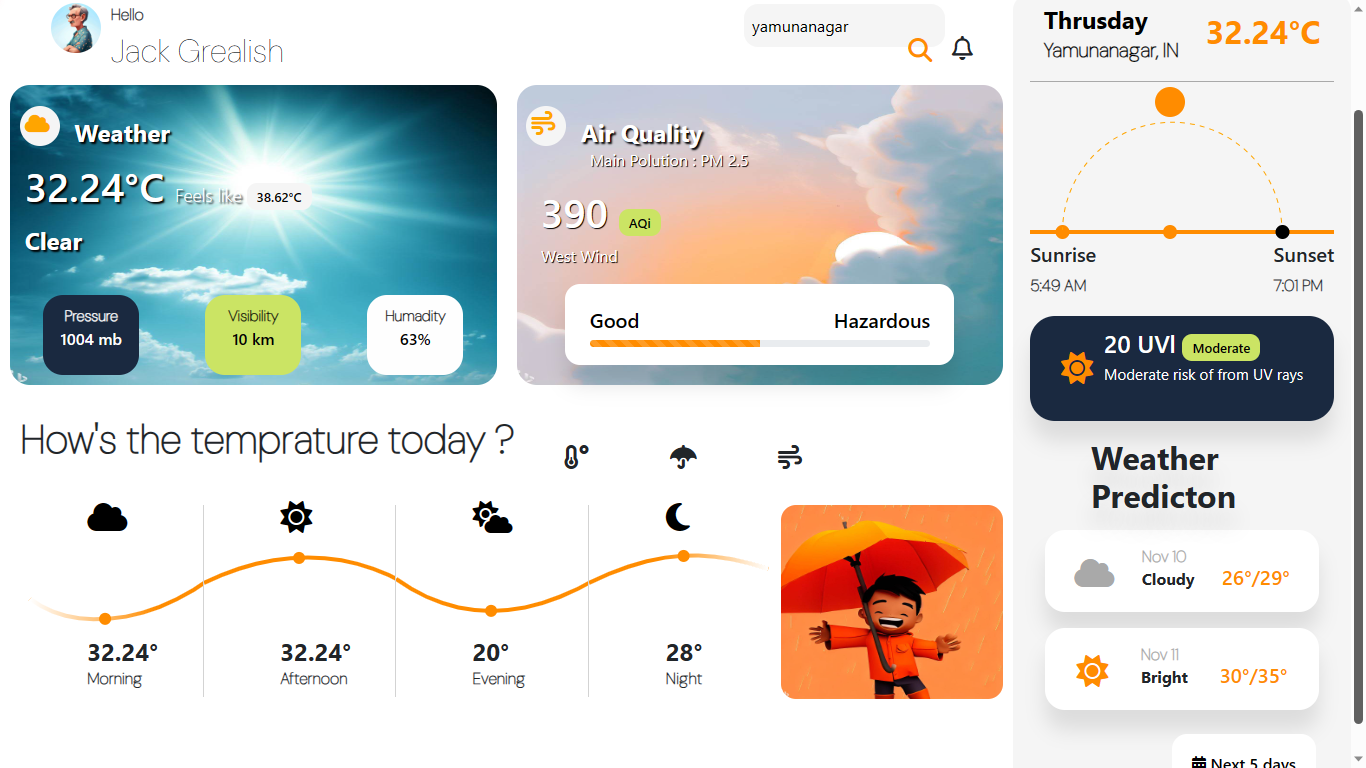 Hello
Jack Grealish
yamunanagar
Weather
32.24°C Feels like 38.62°C
Clear
Pressure
1004 mb
Visibility
10 km
Humadity
63%
Air Quality
Main Polution : PM 2.5
390 AQi
West Wind
Good Hazardous
How's the temprature today ?
32.24°
Morning
32.24°
Afternoon
20°
Evening
28°
Night
Thrusday
Yamunanagar, IN
32.24°C
Sunrise Sunset
5:49 AM 7:01 PM
20 UVI Moderate
Moderate risk of from UV rays
Weather
Predicton
Nov 10
Cloudy 26°/29°
Nov 11
Bright 30°/35°
Next 5 days